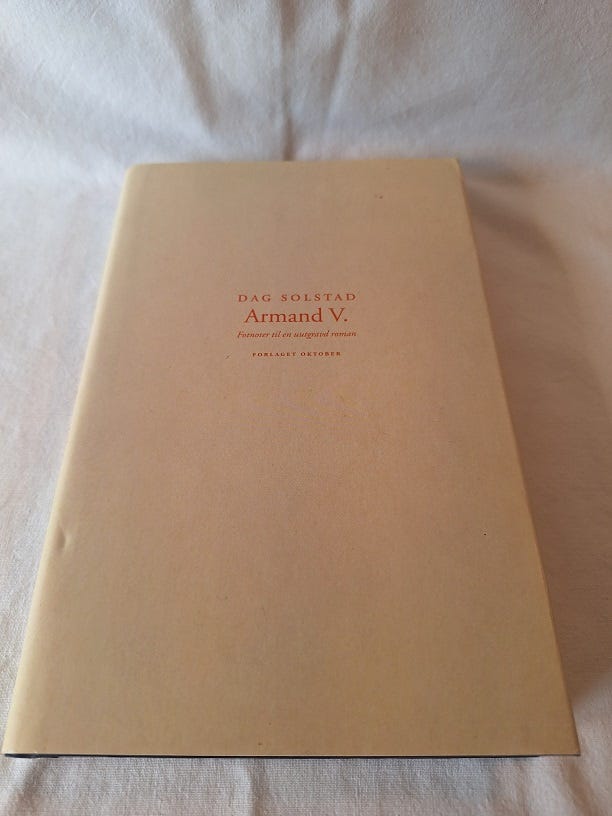 DAG SOLSTAD
Armand V.
Fotnoter til en uutgravd roman
FORLAGET OKTOBER